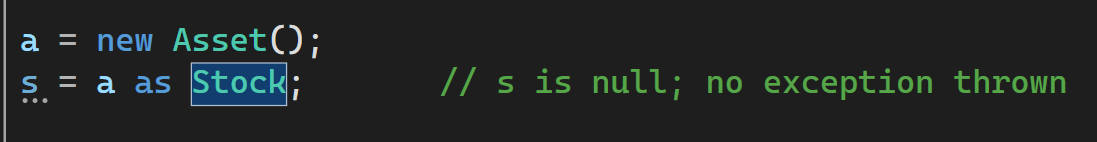 a = new Asset();
s = a as Stock;        // s is null; no exception thrown